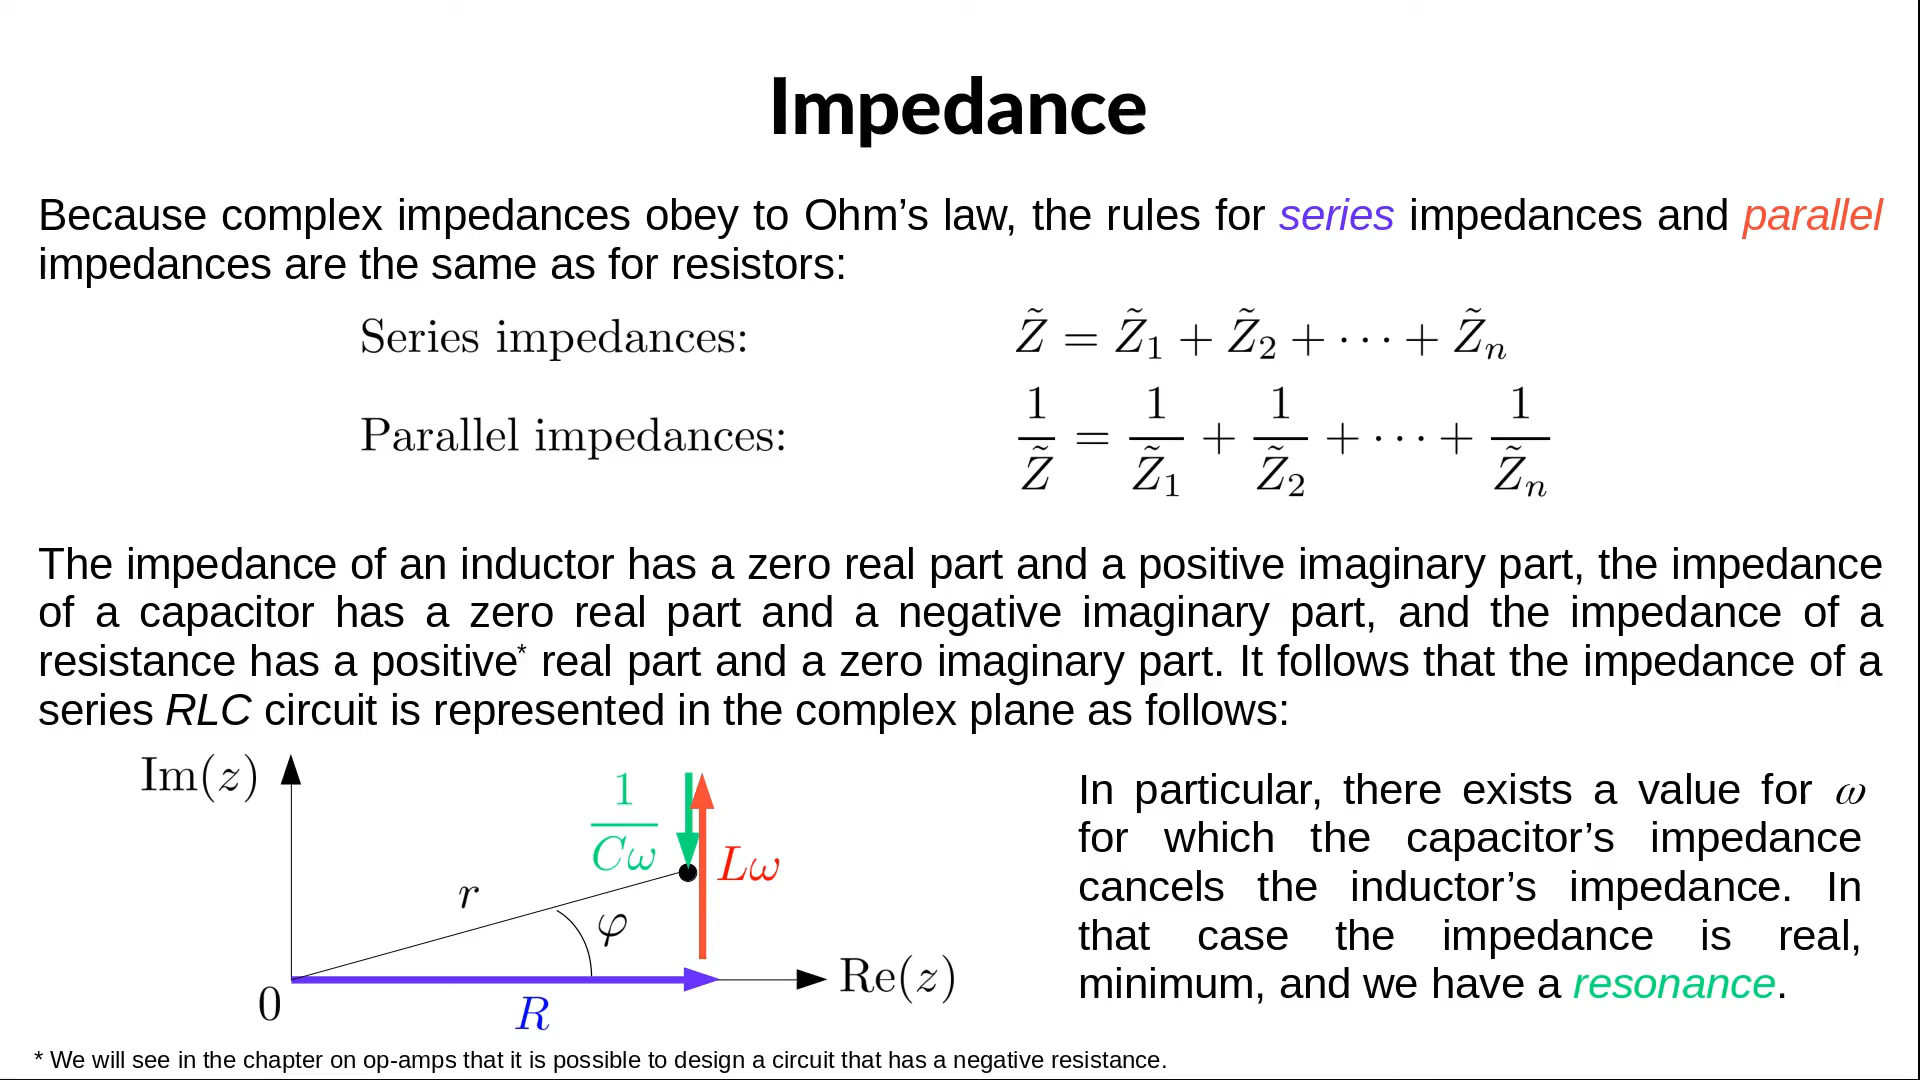 Impedance
Because complex impedances obey to Ohm's law, the rules for series impedances and parallel
impedances are the same as for resistors:
Series impedances: Z̃ = Z̃₁ + Z̃₂ + ··· + Z̃ₙ
Parallel impedances: 1/Z̃ = 1/Z̃₁ + 1/Z̃₂ + ··· + 1/Z̃ₙ
The impedance of an inductor has a zero real part and a positive imaginary part, the impedance
of a capacitor has a zero real part and a negative imaginary part, and the impedance of a
resistance has a positive* real part and a zero imaginary part. It follows that the impedance of a
series RLC circuit is represented in the complex plane as follows:
Im(z)
1/Cω
Lω
r
φ
Re(z)
0
R
In particular, there exists a value for ω
for which the capacitor's impedance
cancels the inductor's impedance. In
that case the impedance is real,
minimum, and we have a resonance.
* We will see in the chapter on op-amps that it is possible to design a circuit that has a negative resistance.